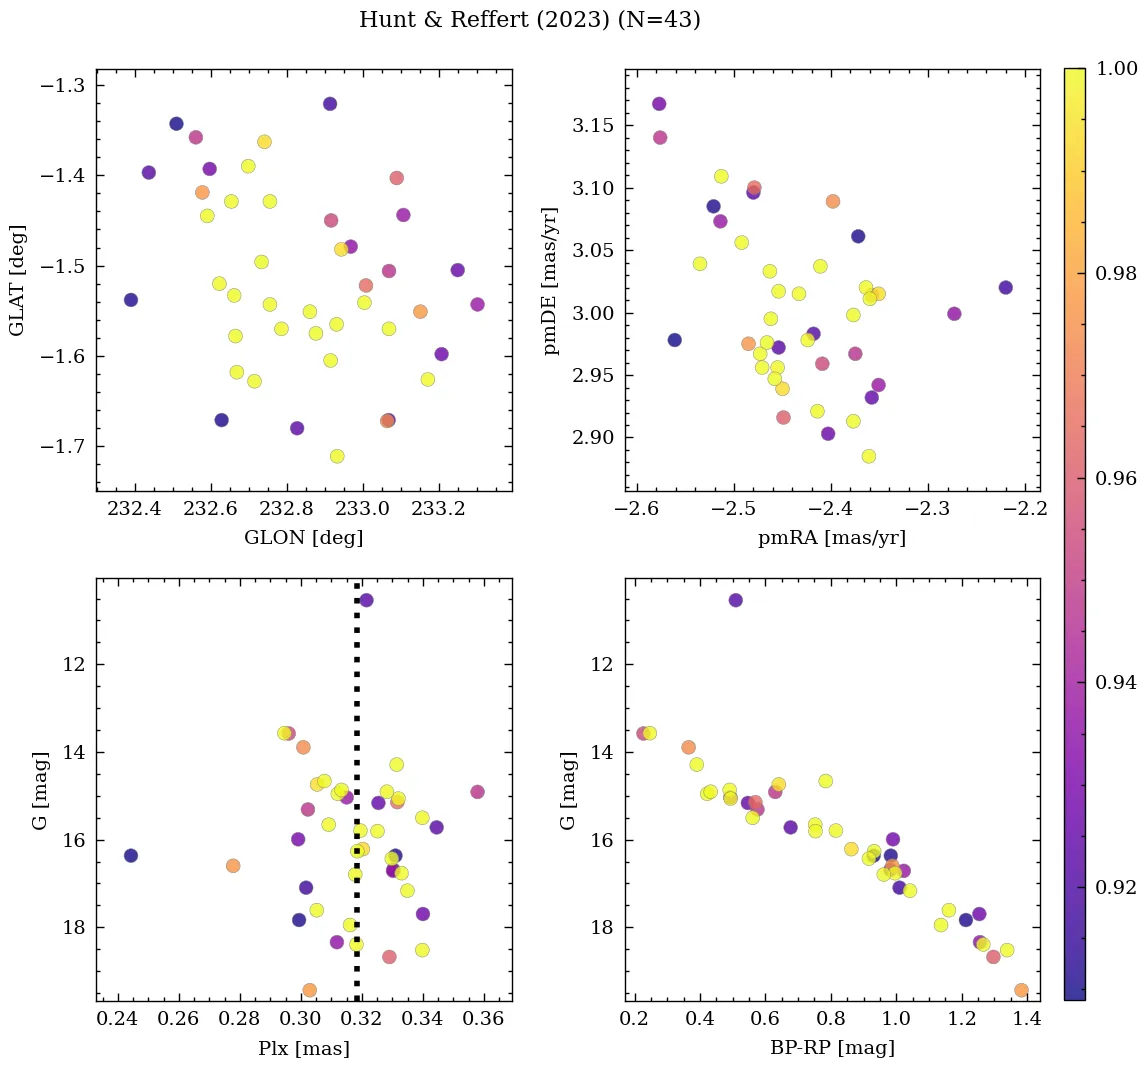 Hunt & Reffert (2023) (N=43)
−1.3
−1.4
−1.5
−1.6
−1.7
GLAT [deg]
232.4 232.6 232.8 233.0 233.2
GLON [deg]
3.15
3.10
3.05
3.00
2.95
2.90
pmDE [mas/yr]
−2.6 −2.5 −2.4 −2.3 −2.2
pmRA [mas/yr]
12
14
16
18
G [mag]
0.24 0.26 0.28 0.30 0.32 0.34 0.36
Plx [mas]
12
14
16
18
G [mag]
0.2 0.4 0.6 0.8 1.0 1.2 1.4
BP-RP [mag]
1.00
0.98
0.96
0.94
0.92